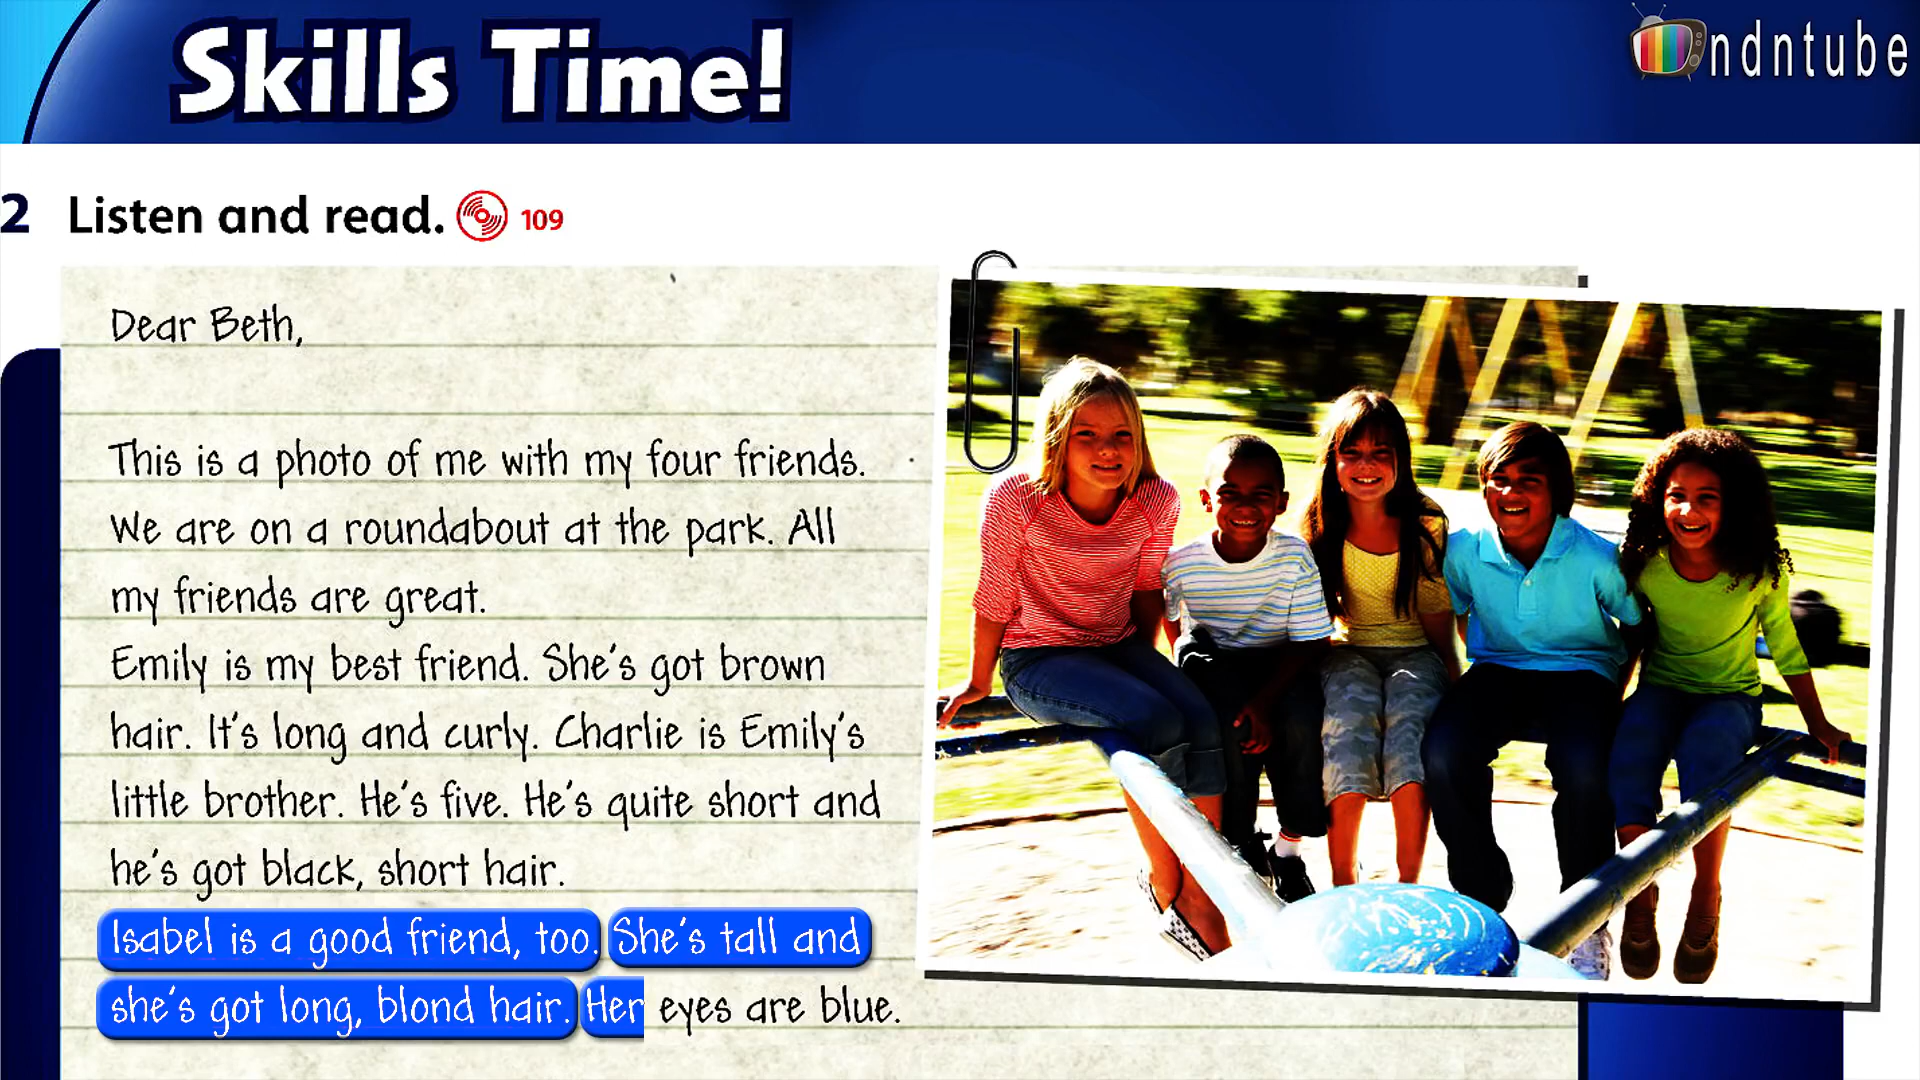 Skills Time!
ndntube
2 Listen and read. 109
Dear Beth,
This is a photo of me with my four friends.
We are on a roundabout at the park. All
my friends are great.
Emily is my best friend. She's got brown
hair. It's long and curly. Charlie is Emily's
little brother. He's five. He's quite short and
he's got black, short hair.
Isabel is a good friend, too. She's tall and
she's got long, blond hair. Her eyes are blue.